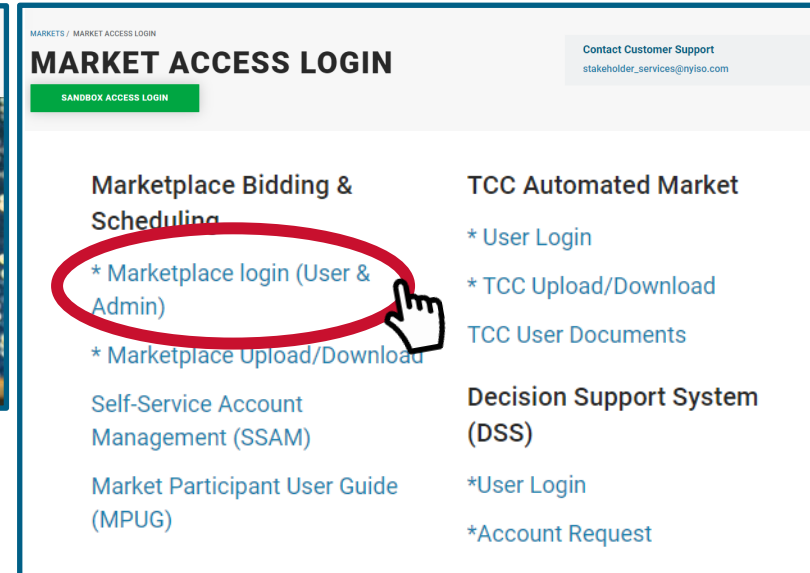 MARKETS / MARKET ACCESS LOGIN
MARKET ACCESS LOGIN
SANDBOX ACCESS LOGIN
Contact Customer Support
stakeholder_services@nyiso.com
Marketplace Bidding &
Scheduling
* Marketplace login (User &
Admin)
* Marketplace Upload/Download
Self-Service Account
Management (SSAM)
Market Participant User Guide
(MPUG)
TCC Automated Market
* User Login
* TCC Upload/Download
TCC User Documents
Decision Support System
(DSS)
*User Login
*Account Request